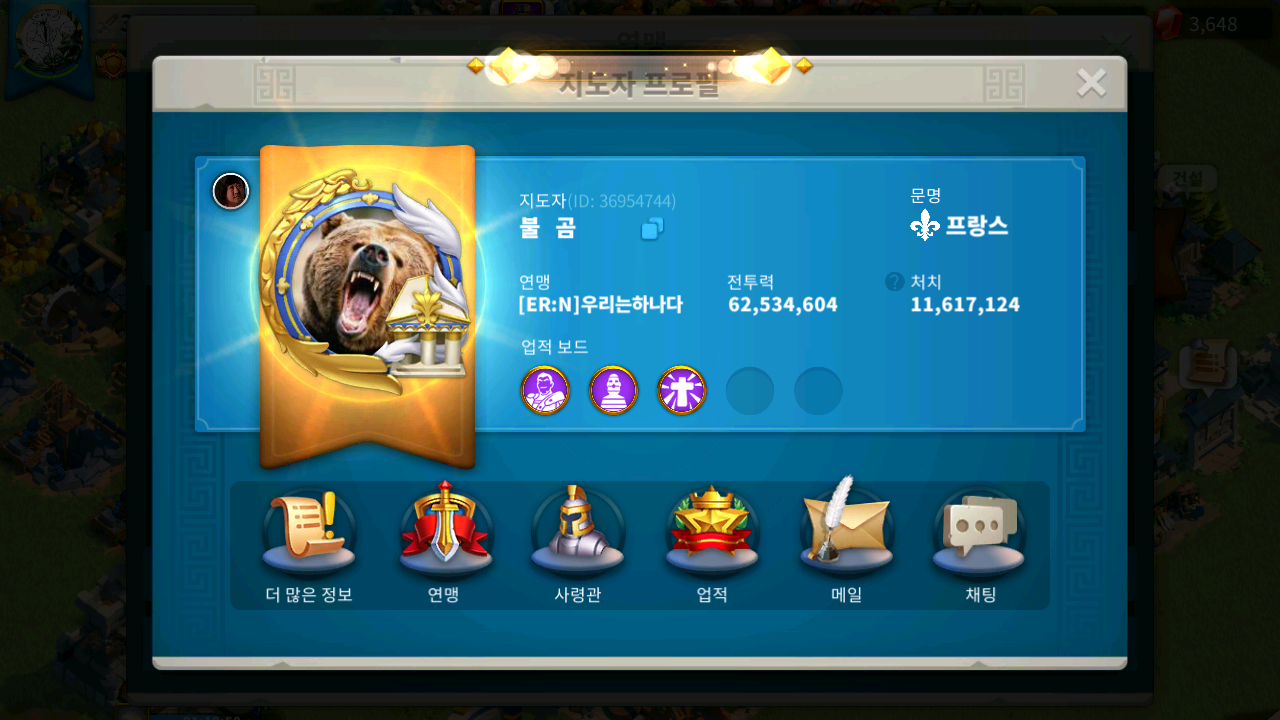 3,648
연맹
지도자 프로필
건설
지도자(ID: 36954744)
불 곰
문명
프랑스
연맹
[ER:N]우리는하나다
전투력
62,534,604
?
처치
11,617,124
업적 보드
더 많은 정보
연맹
사령관
업적
메일
채팅